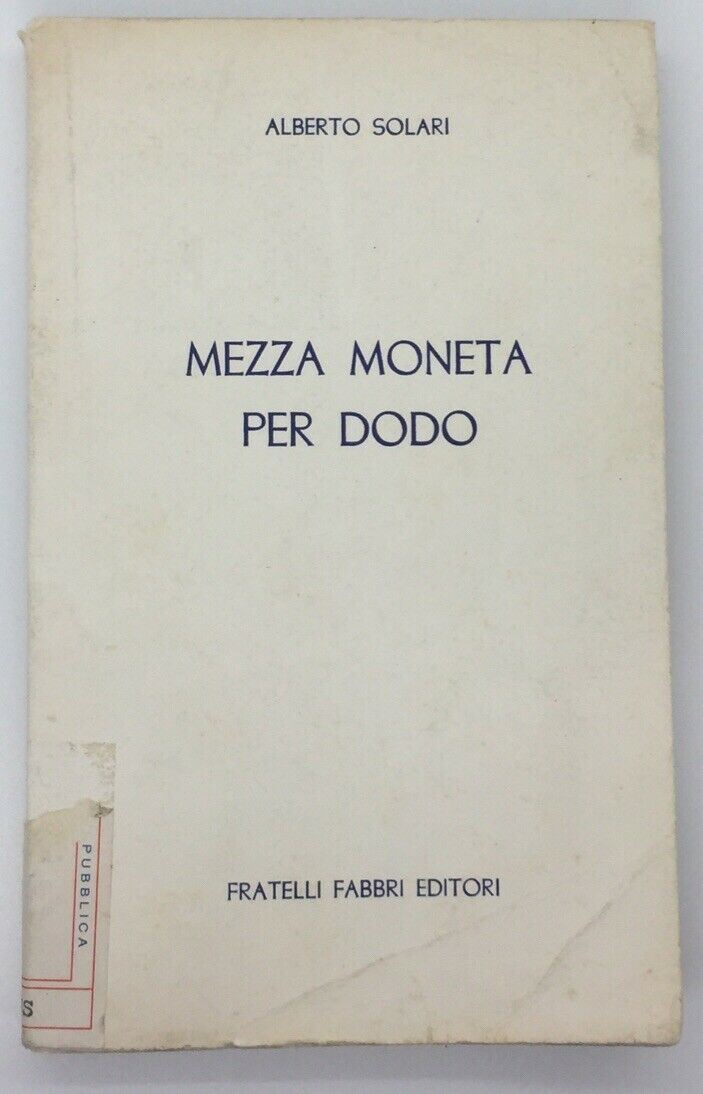 ALBERTO SOLARI
MEZZA MONETA
PER DODO
FRATELLI FABBRI EDITORI
PUBBLICA
S